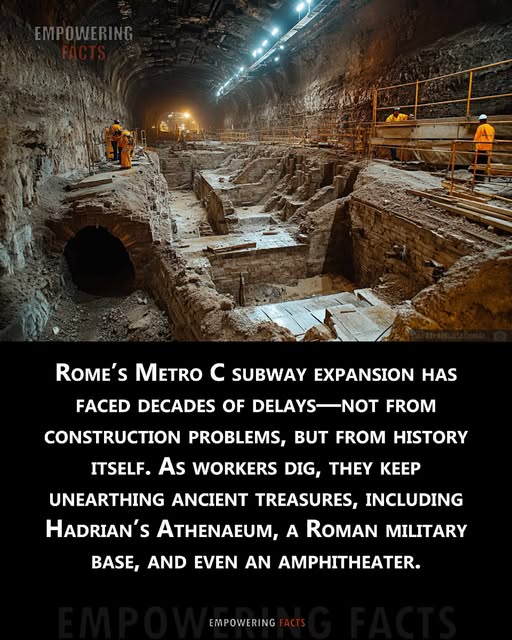 EMPOWERING
FACTS
Rome's Metro C subway expansion has
faced decades of delays—not from
construction problems, but from history
itself. As workers dig, they keep
unearthing ancient treasures, including
Hadrian's Athenaeum, a Roman military
base, and even an amphitheater.
EMPOWERING FACTS
EMPOWERING FACTS